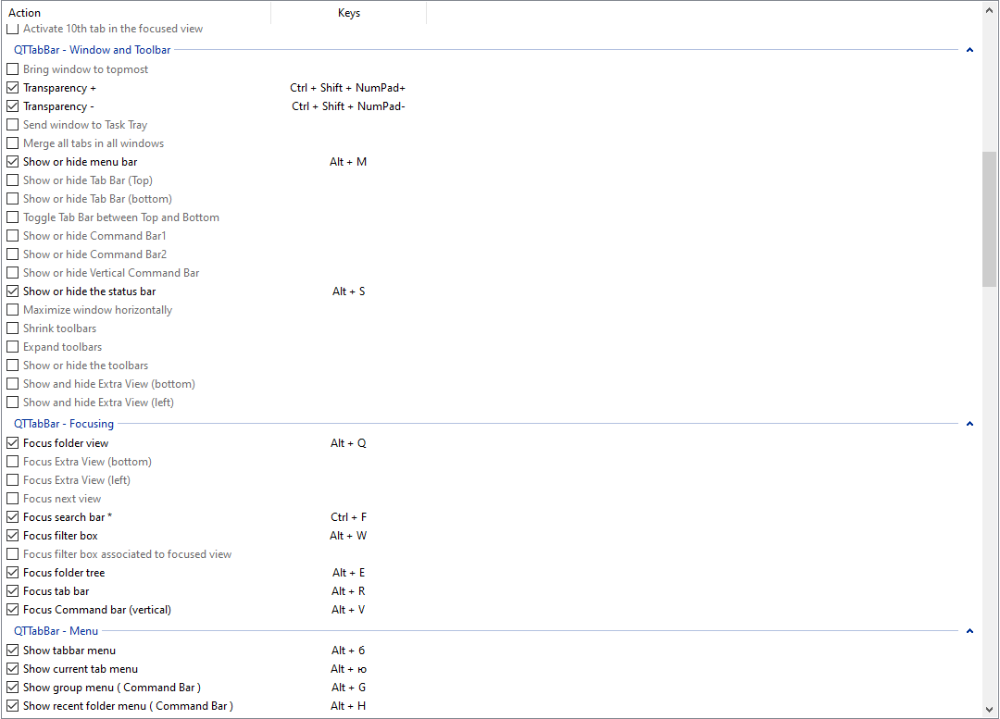 Action Keys
Activate 10th tab in the focused view
QTTabBar - Window and Toolbar
Bring window to topmost
Transparency + Ctrl + Shift + NumPad+
Transparency - Ctrl + Shift + NumPad-
Send window to Task Tray
Merge all tabs in all windows
Show or hide menu bar Alt + M
Show or hide Tab Bar (Top)
Show or hide Tab Bar (bottom)
Toggle Tab Bar between Top and Bottom
Show or hide Command Bar1
Show or hide Command Bar2
Show or hide Vertical Command Bar
Show or hide the status bar Alt + S
Maximize window horizontally
Shrink toolbars
Expand toolbars
Show or hide the toolbars
Show and hide Extra View (bottom)
Show and hide Extra View (left)
QTTabBar - Focusing
Focus folder view Alt + Q
Focus Extra View (bottom)
Focus Extra View (left)
Focus next view
Focus search bar * Ctrl + F
Focus filter box Alt + W
Focus filter box associated to focused view
Focus folder tree Alt + E
Focus tab bar Alt + R
Focus Command bar (vertical) Alt + V
QTTabBar - Menu
Show tabbar menu Alt + б
Show current tab menu Alt + ю
Show group menu ( Command Bar ) Alt + G
Show recent folder menu ( Command Bar ) Alt + H